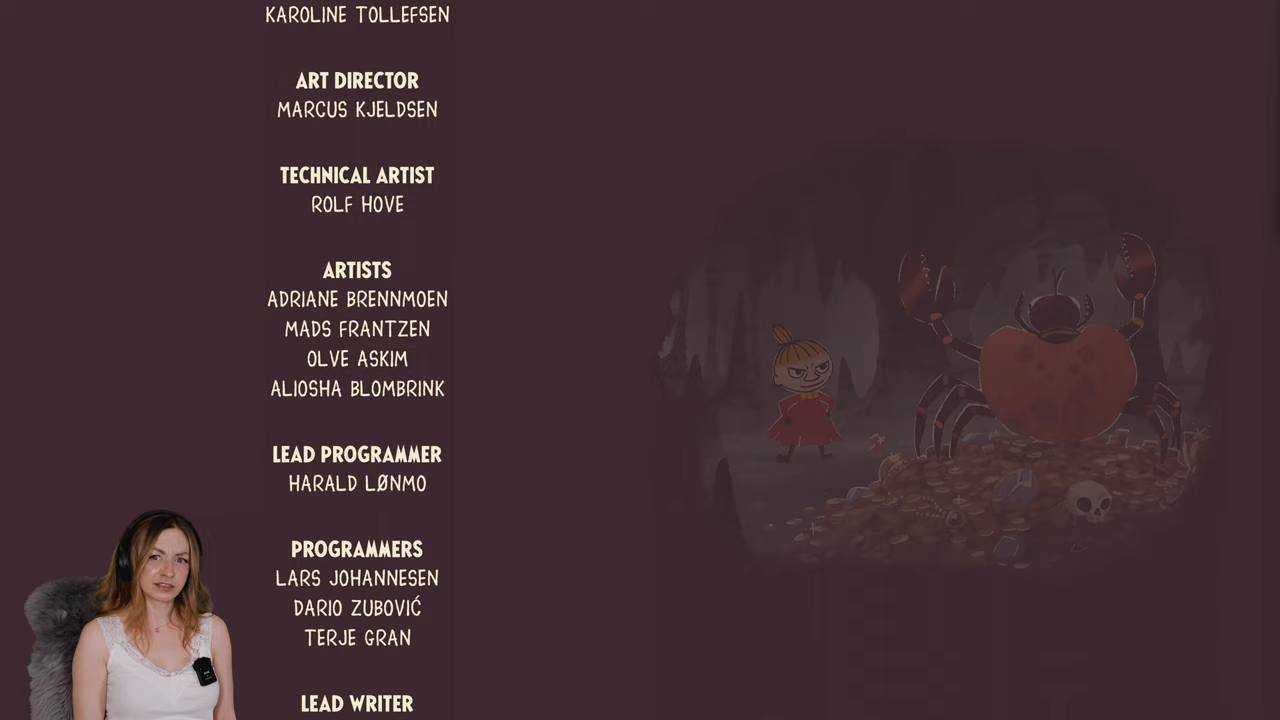 KAROLINE TOLLEFSEN
ART DIRECTOR
MARCUS KJELDSEN
TECHNICAL ARTIST
ROLF HOVE
ARTISTS
ADRIANE BRENNMOEN
MADS FRANTZEN
OLVE ASKIM
ALIOSHA BLOMBRINK
LEAD PROGRAMMER
HARALD LØNMO
PROGRAMMERS
LARS JOHANNESEN
DARIO ZUBOVIĆ
TERJE GRAN
LEAD WRITER